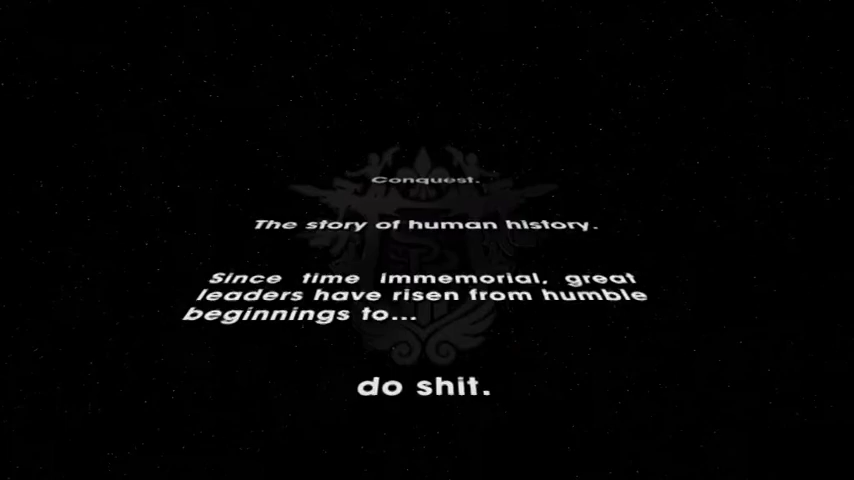 Conquest.
The story of human history.
Since time immemorial, great
leaders have risen from humble
beginnings to...
do shit.